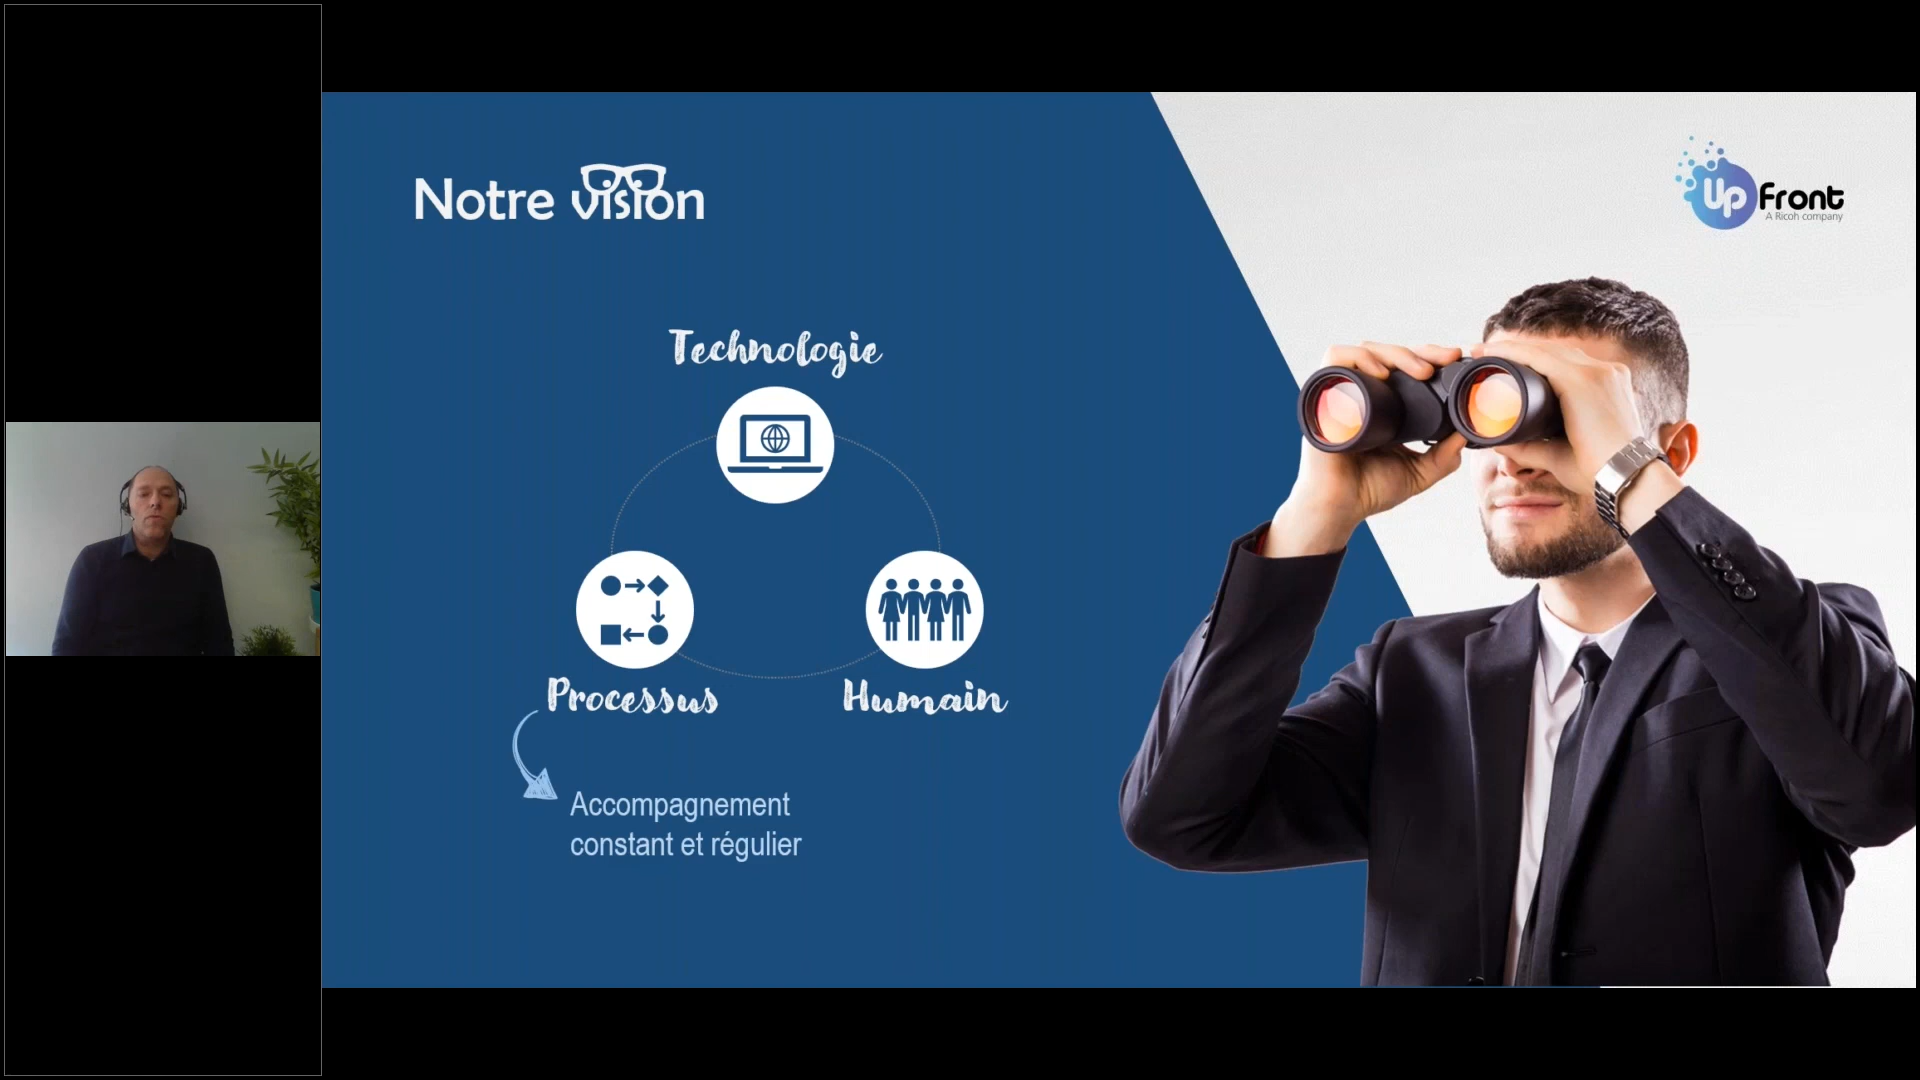 Notre vision
Up Front
A Ricoh company
Technologie
Processus
Humain
Accompagnement
constant et régulier